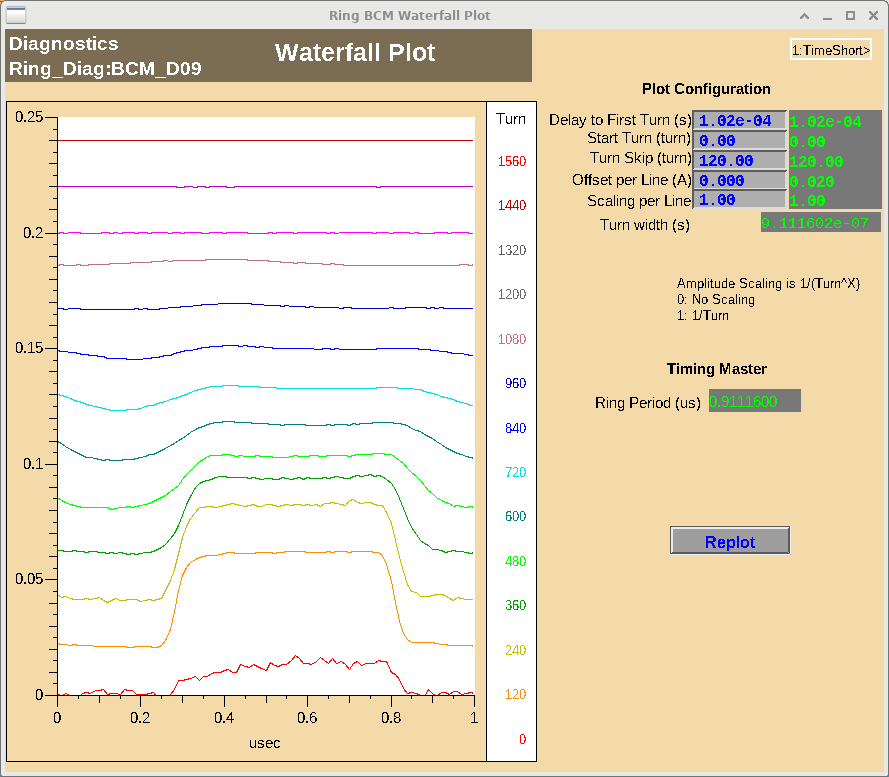 Ring BCM Waterfall Plot
Diagnostics
Ring_Diag:BCM_D09
Waterfall Plot
1:TimeShort>
Plot Configuration
Delay to First Turn (s) 1.02e-04 1.02e-04
Start Turn (turn) 0.00 0.00
Turn Skip (turn) 120.00 120.00
Offset per Line (A) 0.000 0.020
Scaling per Line 1.00 1.00
Turn width (s) 9.111602e-07
Amplitude Scaling is 1/(Turn^X}
0: No Scaling
1: 1/Turn
Timing Master
Ring Period (us) 0.9111600
Replot
0.25
0.2
0.15
0.1
0.05
0
0 0.2 0.4 0.6 0.8 1
usec
Turn
1560
1440
1320
1200
1080
960
840
720
600
480
360
240
120
0